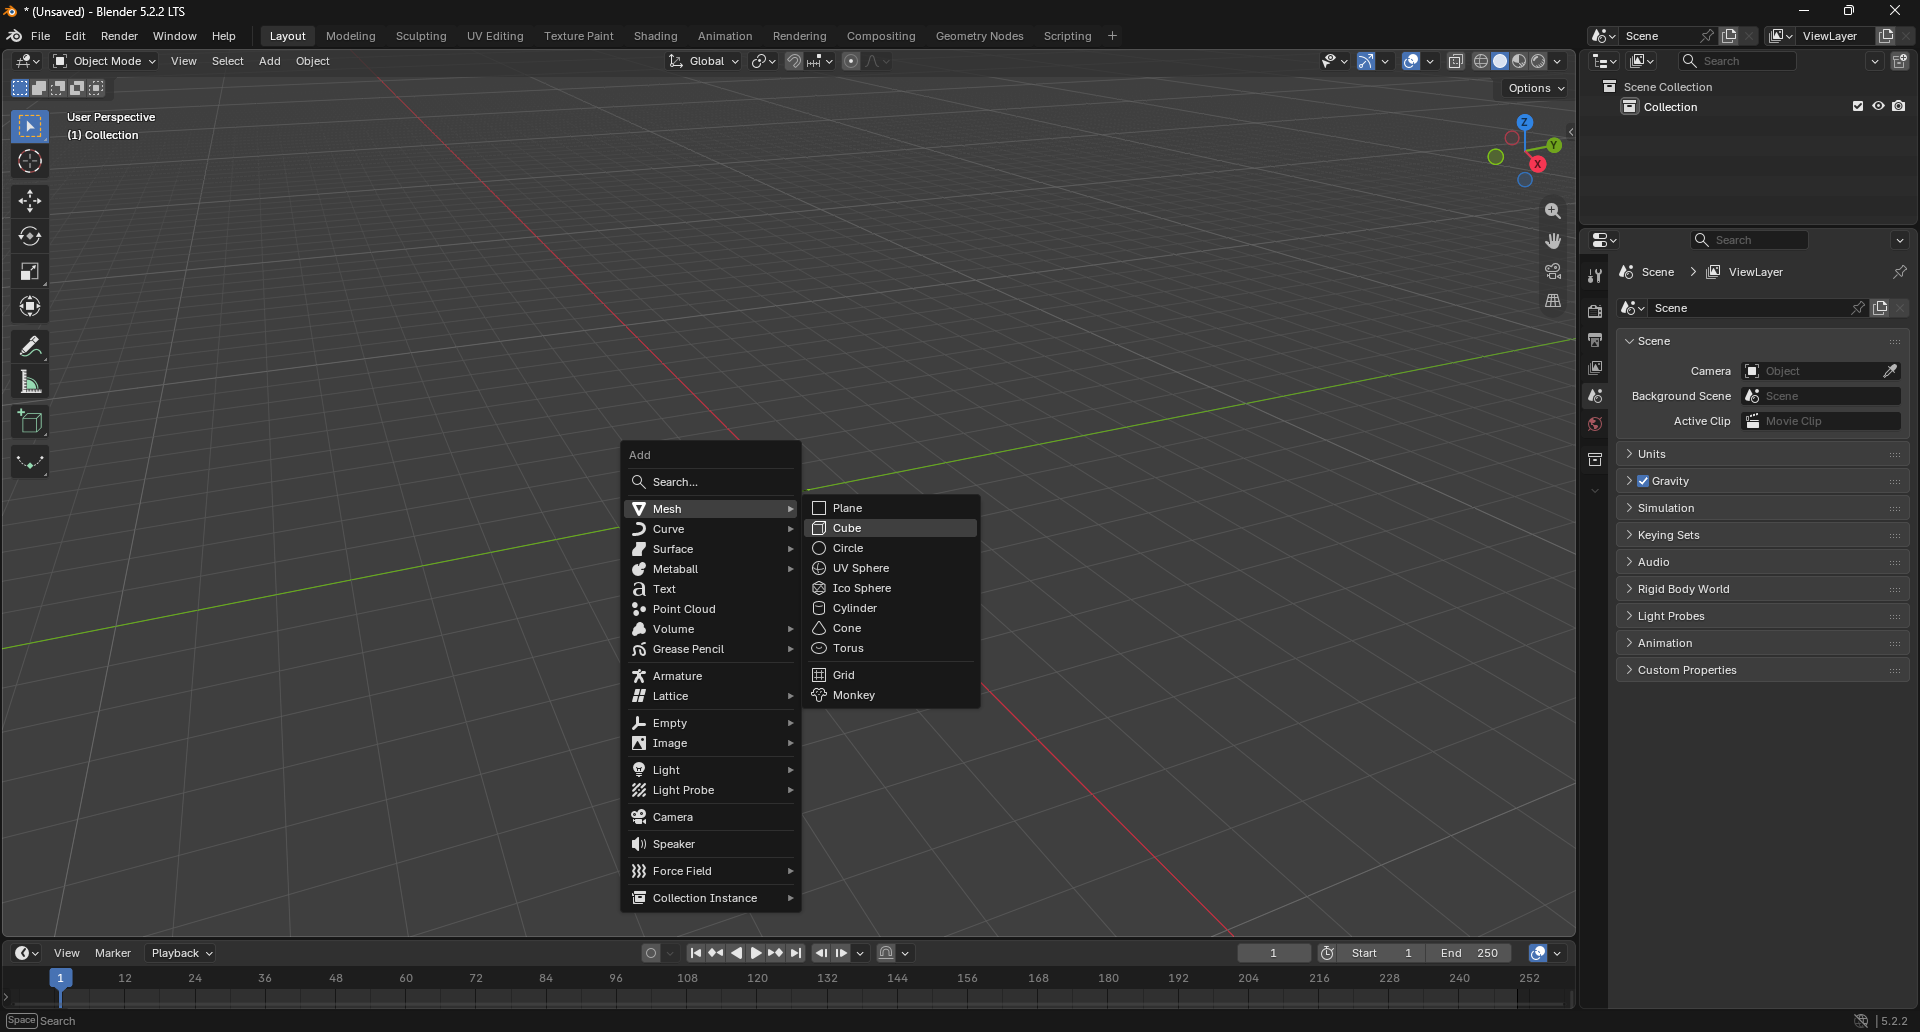 * (Unsaved) - Blender 5.2.2 LTS
File Edit Render Window Help Layout Modeling Sculpting UV Editing Texture Paint Shading Animation Rendering Compositing Geometry Nodes Scripting + Scene ViewLayer
Object Mode View Select Add Object Global Search
Options
User Perspective
(1) Collection
Z
Y
X
Scene Collection
Collection
Search
Scene > ViewLayer
Scene
Scene
Camera Object
Background Scene Scene
Active Clip Movie Clip
Units
Gravity
Simulation
Keying Sets
Audio
Rigid Body World
Light Probes
Animation
Custom Properties
Add
Search...
Mesh
Curve
Surface
Metaball
Text
Point Cloud
Volume
Grease Pencil
Armature
Lattice
Empty
Image
Light
Light Probe
Camera
Speaker
Force Field
Collection Instance
Plane
Cube
Circle
UV Sphere
Ico Sphere
Cylinder
Cone
Torus
Grid
Monkey
View Marker Playback 1 Start 1 End 250
1 12 24 36 48 60 72 84 96 108 120 132 144 156 168 180 192 204 216 228 240 252
Space Search 5.2.2